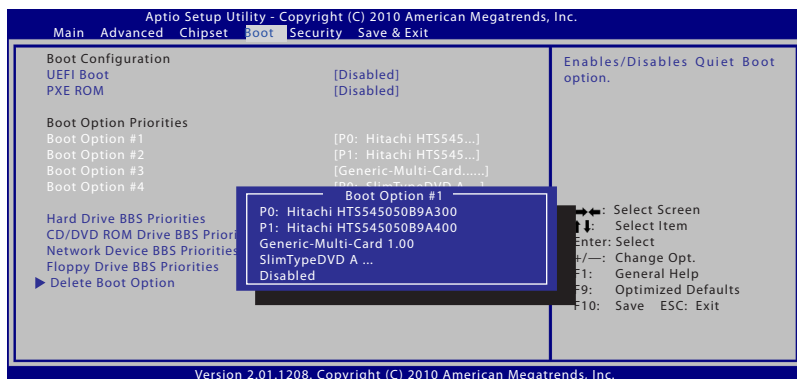 Aptio Setup Utility - Copyright (C) 2010 American Megatrends, Inc.
Main Advanced Chipset Boot Security Save & Exit
Boot Configuration
UEFI Boot [Disabled]
PXE ROM [Disabled]
Boot Option Priorities
Boot Option #1 [P0: Hitachi HTS545...]
Boot Option #2 [P1: Hitachi HTS545...]
Boot Option #3 [Generic-Multi-Card......]
Boot Option #4 SlimTypeDVD A
Hard Drive BBS Priorities
CD/DVD ROM Drive BBS Priori
Network Device BBS Priorities
Floppy Drive BBS Priorities
▶ Delete Boot Option
Boot Option #1
P0: Hitachi HTS545050B9A300
P1: Hitachi HTS545050B9A400
Generic-Multi-Card 1.00
SlimTypeDVD A ...
Disabled
Enables/Disables Quiet Boot
option.
→←: Select Screen
↑↓: Select Item
Enter: Select
+/—: Change Opt.
F1: General Help
F9: Optimized Defaults
F10: Save ESC: Exit
Version 2.01.1208. Copyright (C) 2010 American Megatrends, Inc.